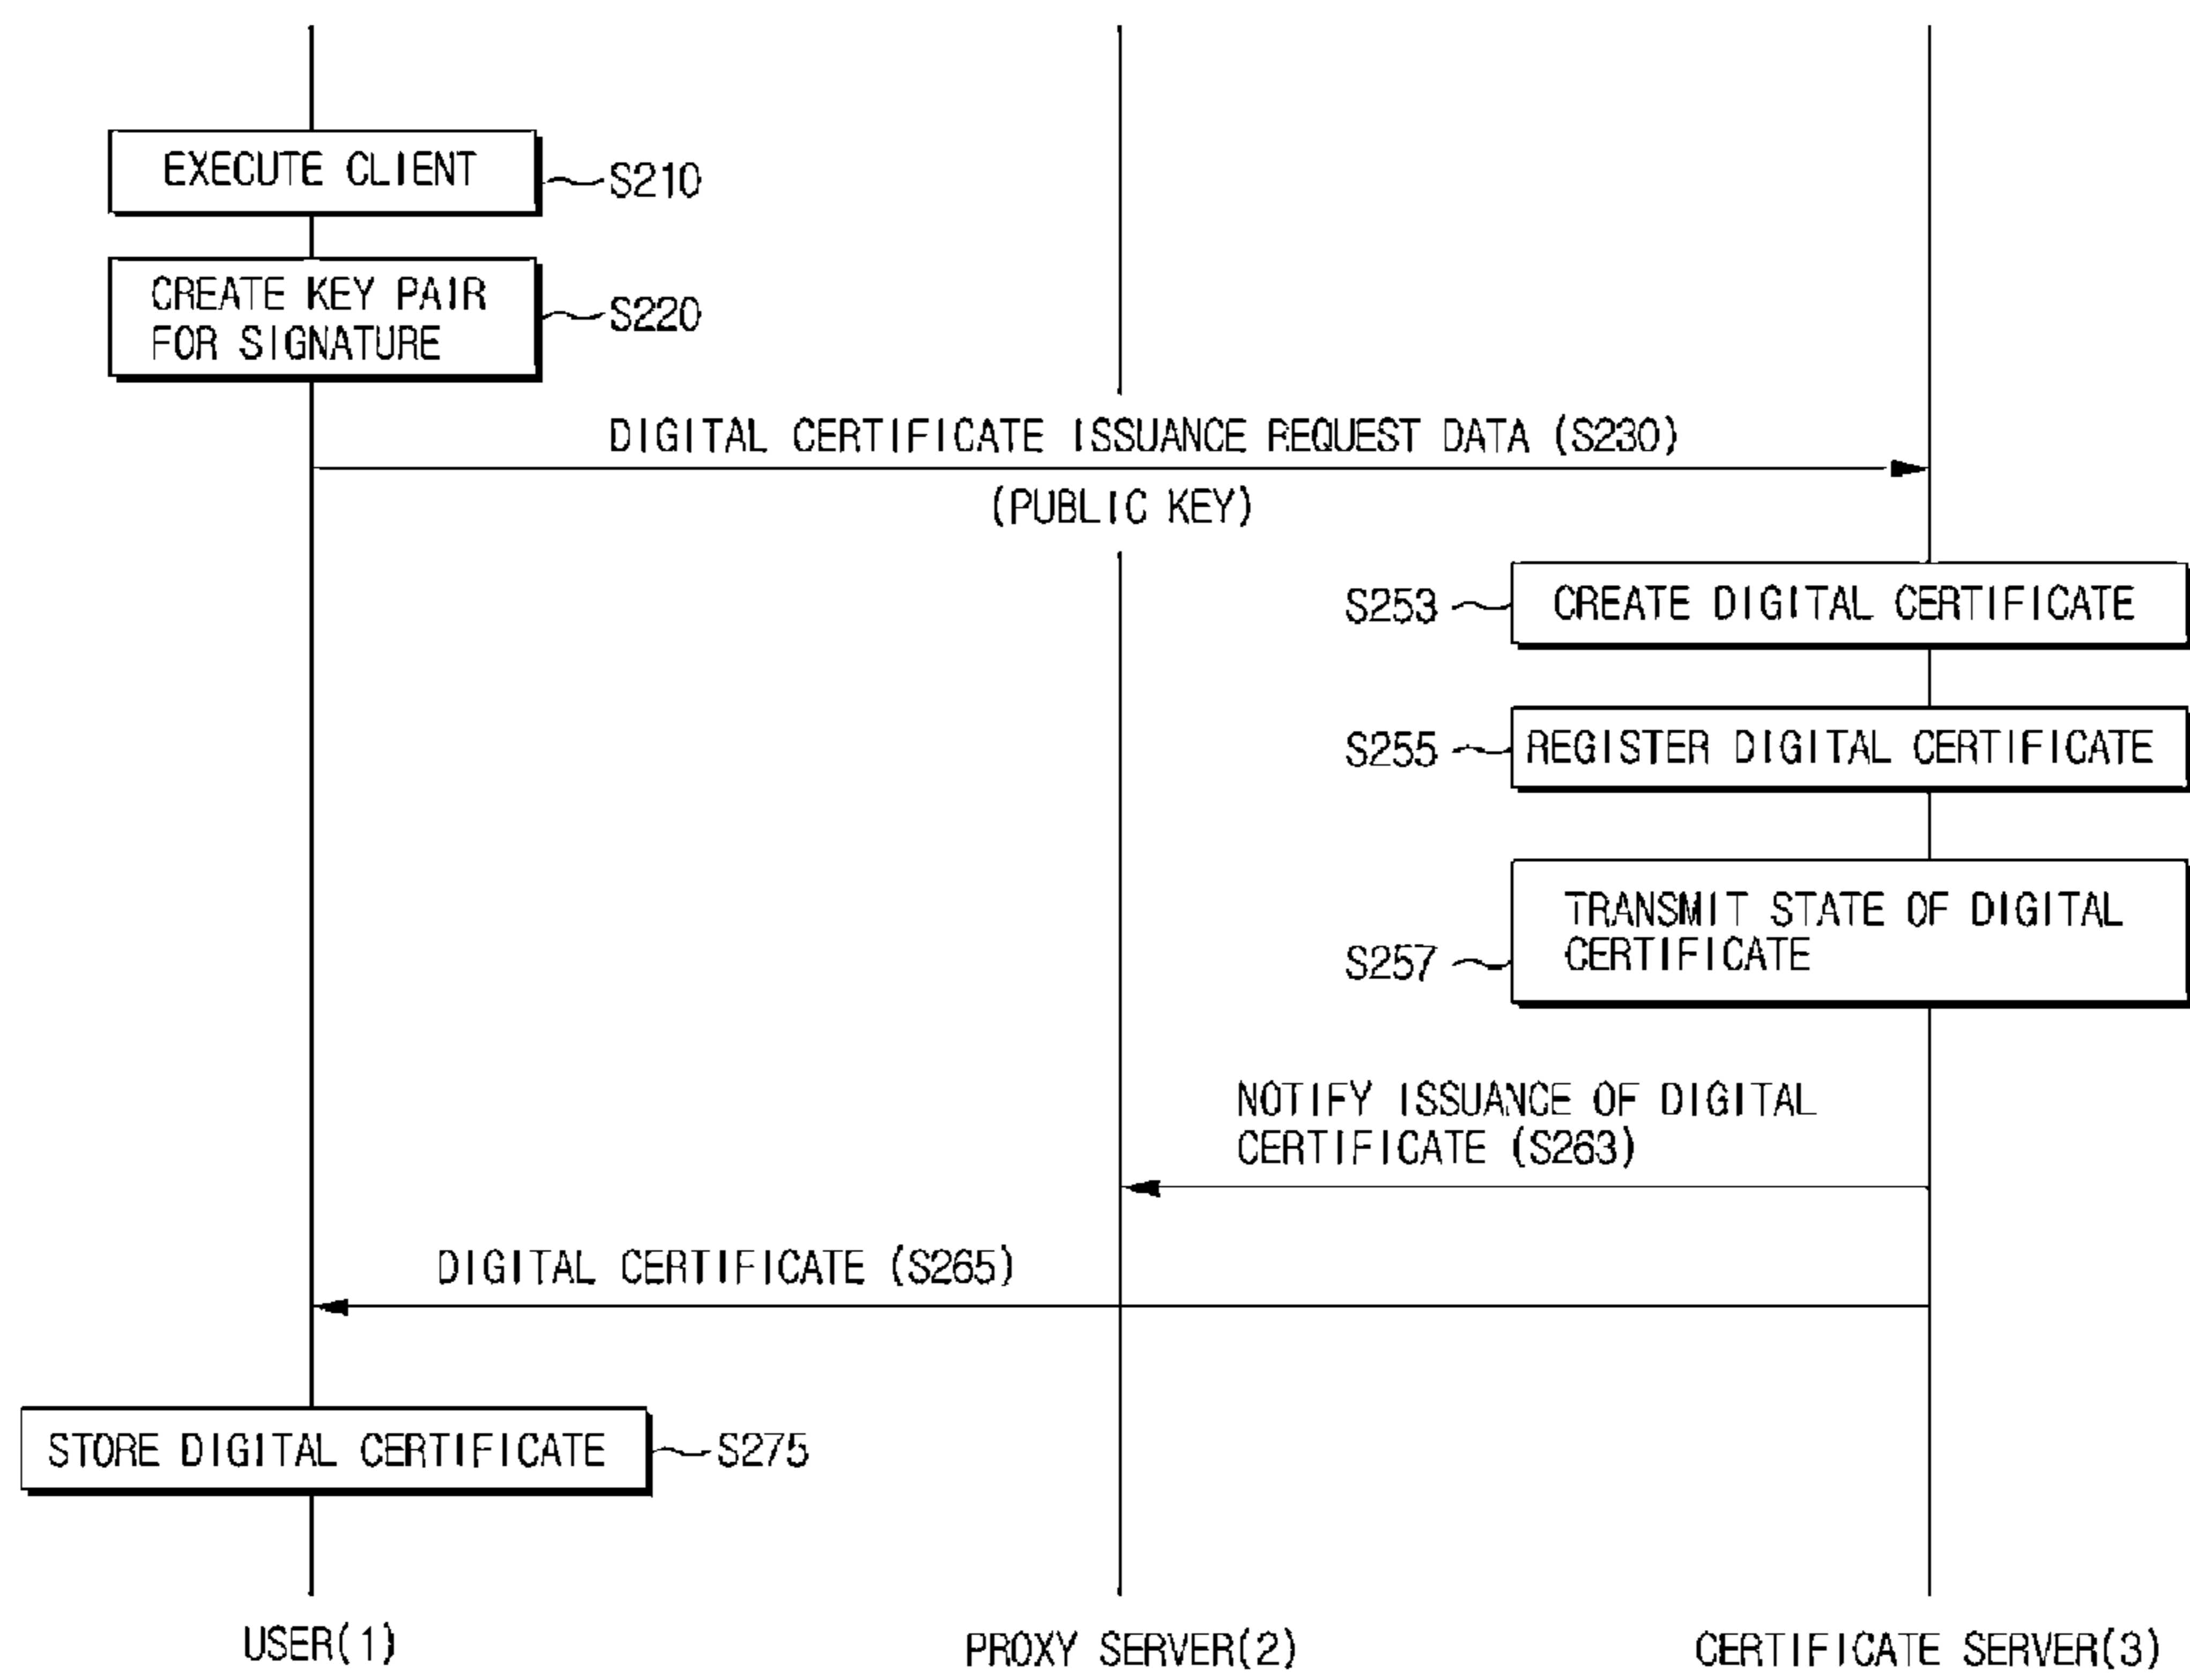 EXECUTE CLIENT
S210
CREATE KEY PAIR
FOR SIGNATURE
S220
DIGITAL CERTIFICATE ISSUANCE REQUEST DATA (S230)
(PUBLIC KEY)
S253
CREATE DIGITAL CERTIFICATE
S255
REGISTER DIGITAL CERTIFICATE
TRANSMIT STATE OF DIGITAL
CERTIFICATE
S257
NOTIFY ISSUANCE OF DIGITAL
CERTIFICATE (S263)
DIGITAL CERTIFICATE (S265)
STORE DIGITAL CERTIFICATE
S275
USER(1)
PROXY SERVER(2)
CERTIFICATE SERVER(3)